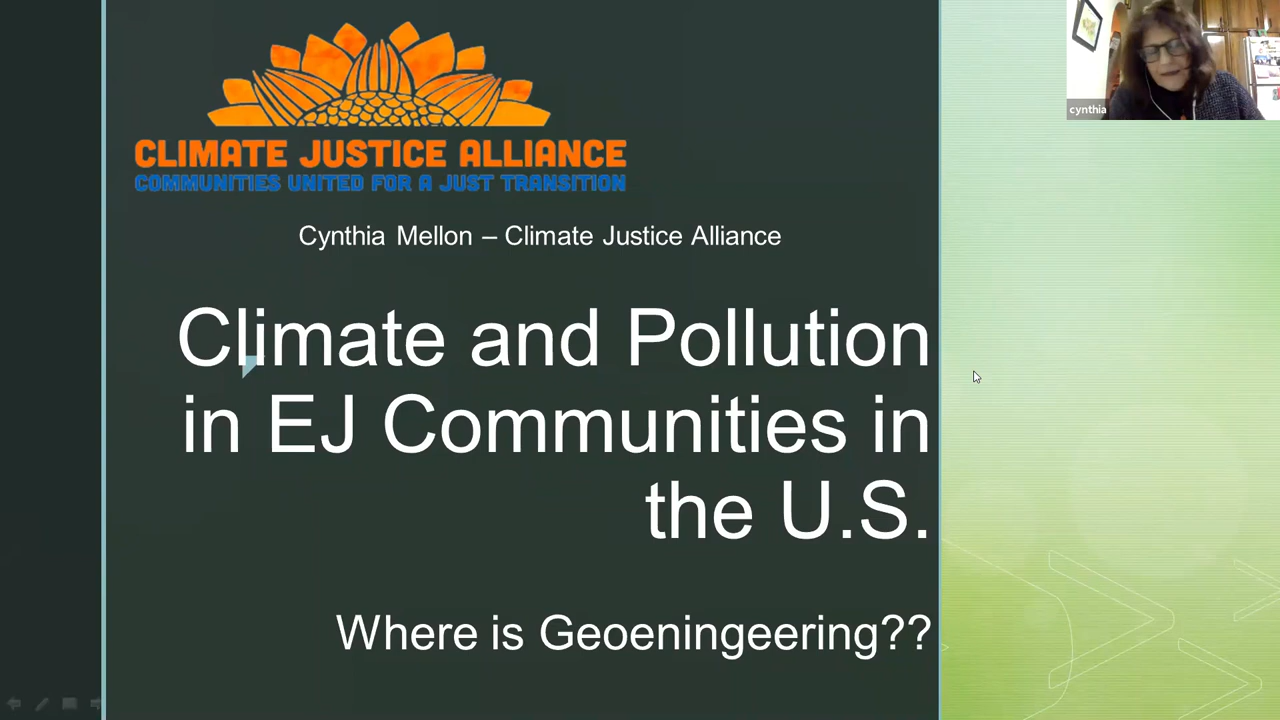 CLIMATE JUSTICE ALLIANCE
COMMUNITIES UNITED FOR A JUST TRANSITION
cynthia
Cynthia Mellon – Climate Justice Alliance
Climate and Pollution
in EJ Communities in
the U.S.
Where is Geoeningeering??